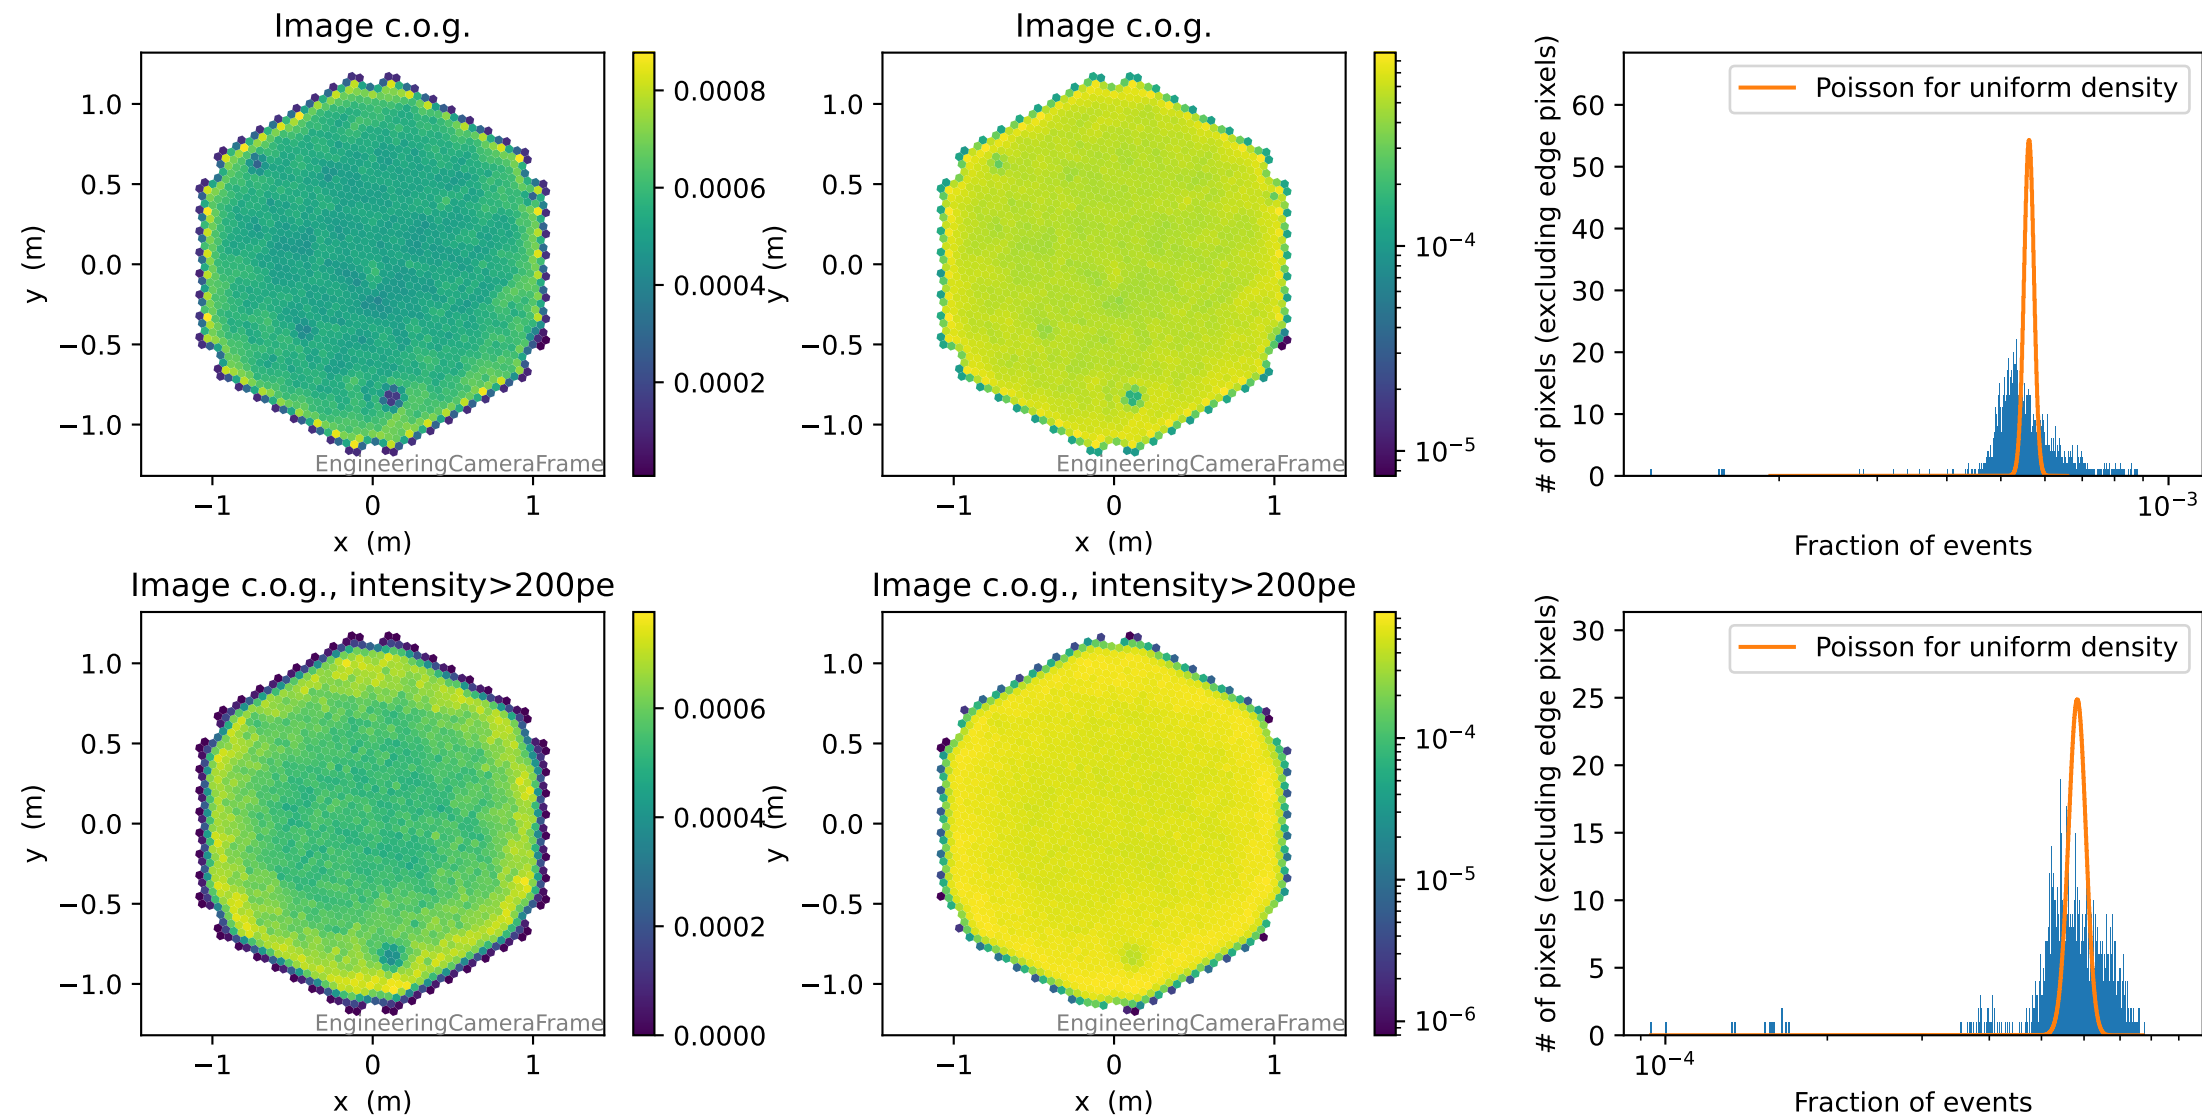 Image c.o.g.
1.0
0.5
0.0
−0.5
−1.0
y (m)
−1
0
1
x (m)
EngineeringCameraFrame
0.0008
0.0006
0.0004
0.0002
Image c.o.g.
1.0
0.5
0.0
−0.5
−1.0
y (m)
−1
0
1
x (m)
EngineeringCameraFrame
10⁻⁴
10⁻⁵
# of pixels (excluding edge pixels)
60
50
40
30
20
10
0
Poisson for uniform density
10⁻³
Fraction of events
Image c.o.g., intensity>200pe
1.0
0.5
0.0
−0.5
−1.0
y (m)
−1
0
1
x (m)
EngineeringCameraFrame
0.0006
0.0004
0.0002
0.0000
Image c.o.g., intensity>200pe
1.0
0.5
0.0
−0.5
−1.0
y (m)
−1
0
1
x (m)
EngineeringCameraFrame
10⁻⁴
10⁻⁵
10⁻⁶
# of pixels (excluding edge pixels)
30
25
20
15
10
5
0
Poisson for uniform density
10⁻⁴
Fraction of events